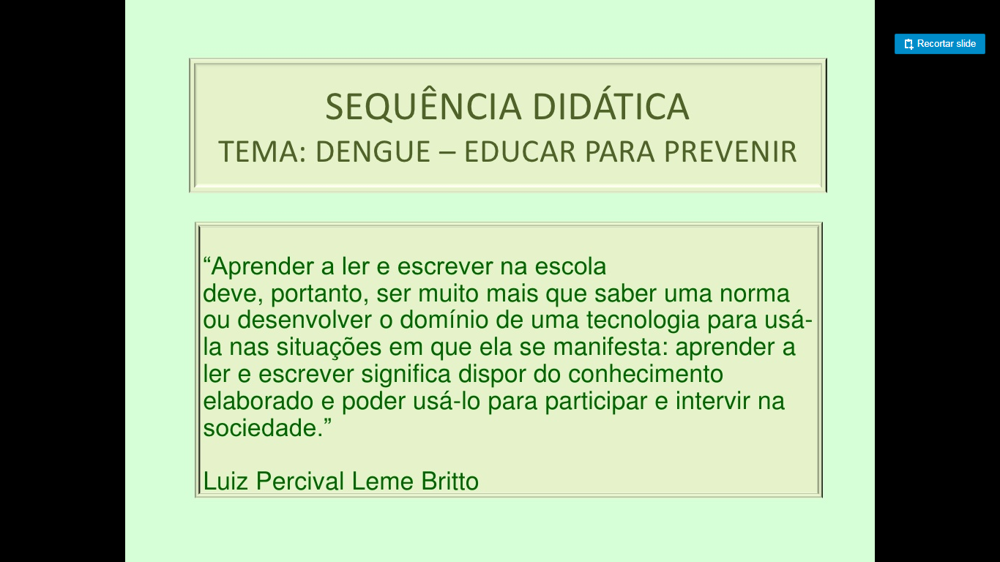 Recortar slide
SEQUÊNCIA DIDÁTICA
TEMA: DENGUE – EDUCAR PARA PREVENIR
“Aprender a ler e escrever na escola
deve, portanto, ser muito mais que saber uma norma
ou desenvolver o domínio de uma tecnologia para usá-
la nas situações em que ela se manifesta: aprender a
ler e escrever significa dispor do conhecimento
elaborado e poder usá-lo para participar e intervir na
sociedade.”
Luiz Percival Leme Britto